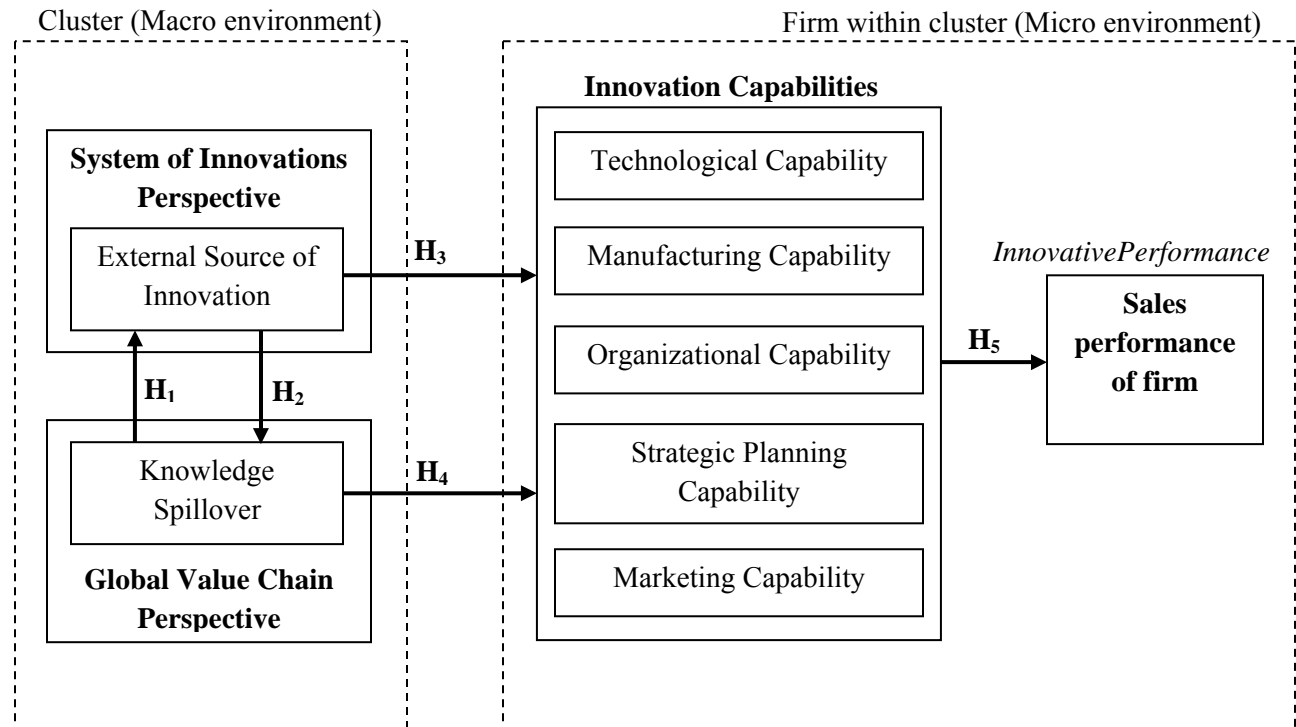 Cluster (Macro environment)
Firm within cluster (Micro environment)
System of Innovations
Perspective
External Source of
Innovation
H1
H2
Knowledge
Spillover
Global Value Chain
Perspective
H3
H4
Innovation Capabilities
Technological Capability
Manufacturing Capability
Organizational Capability
Strategic Planning
Capability
Marketing Capability
H5
InnovativePerformance
Sales
performance
of firm